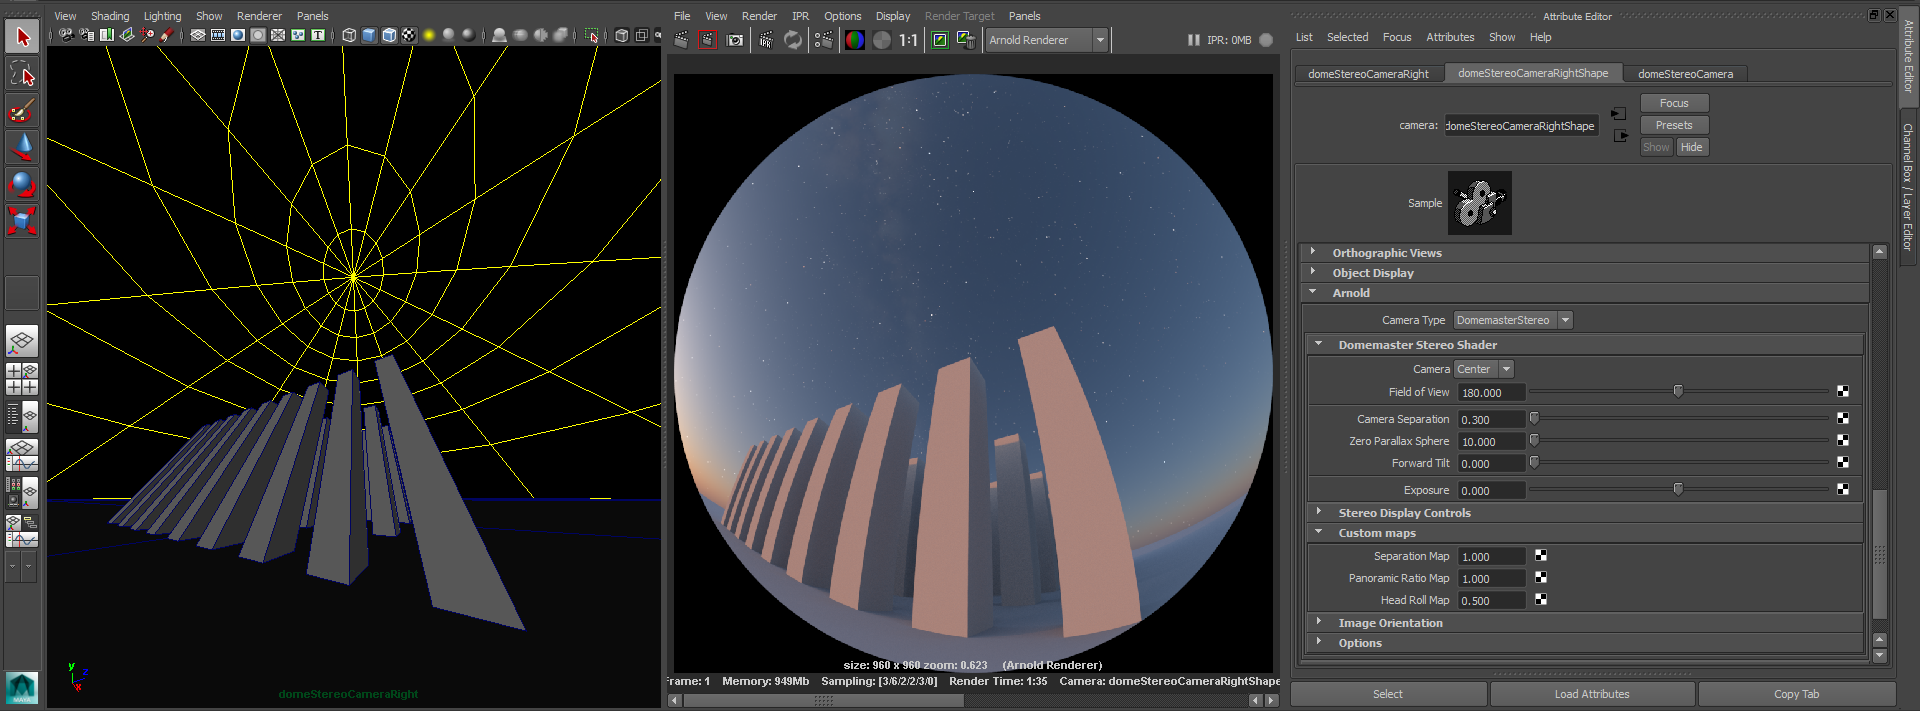 View Shading Lighting Show Renderer Panels
domeStereoCameraRight
y
z
x
File View Render IPR Options Display Render Target Panels
1:1 Arnold Renderer IPR: 0MB
size: 960 x 960 zoom: 0.623 (Arnold Renderer)
rame: 1 Memory: 949Mb Sampling: [3/6/2/2/3/0] Render Time: 1:35 Camera: domeStereoCameraRightShape
Attribute Editor
List Selected Focus Attributes Show Help
domeStereoCameraRight domeStereoCameraRightShape domeStereoCamera
camera: domeStereoCameraRightShape
Focus
Presets
Show Hide
Sample
Orthographic Views
Object Display
Arnold
Camera Type DomemasterStereo
Domemaster Stereo Shader
Camera Center
Field of View 180.000
Camera Separation 0.300
Zero Parallax Sphere 10.000
Forward Tilt 0.000
Exposure 0.000
Stereo Display Controls
Custom maps
Separation Map 1.000
Panoramic Ratio Map 1.000
Head Roll Map 0.500
Image Orientation
Options
Select Load Attributes Copy Tab
Attribute Editor
Channel Box / Layer Editor